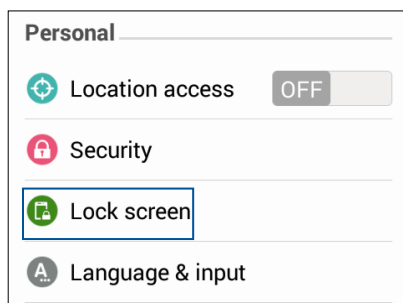 Personal
Location access OFF
Security
Lock screen
Language & input